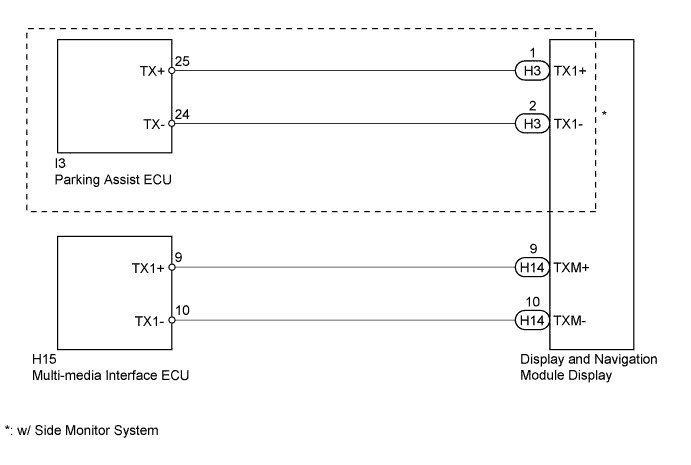 1
25
TX+
H3
TX1+
2
24
TX-
H3
TX1-
*
I3
Parking Assist ECU
9
9
TX1+
H14
TXM+
10
10
TX1-
H14
TXM-
H15
Multi-media Interface ECU
Display and Navigation
Module Display
*: w/ Side Monitor System